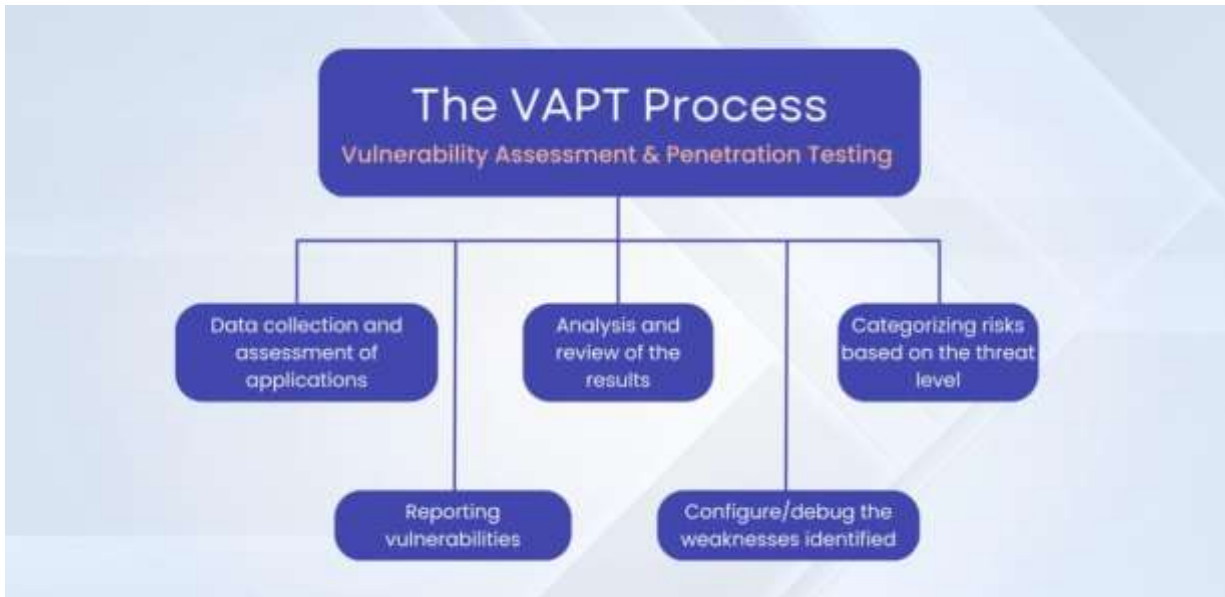 The VAPT Process
Vulnerability Assessment & Penetration Testing
Data collection and
assessment of
applications
Analysis and
review of the
results
Categorizing risks
based on the threat
level
Reporting
vulnerabilities
Configure/debug the
weaknesses identified